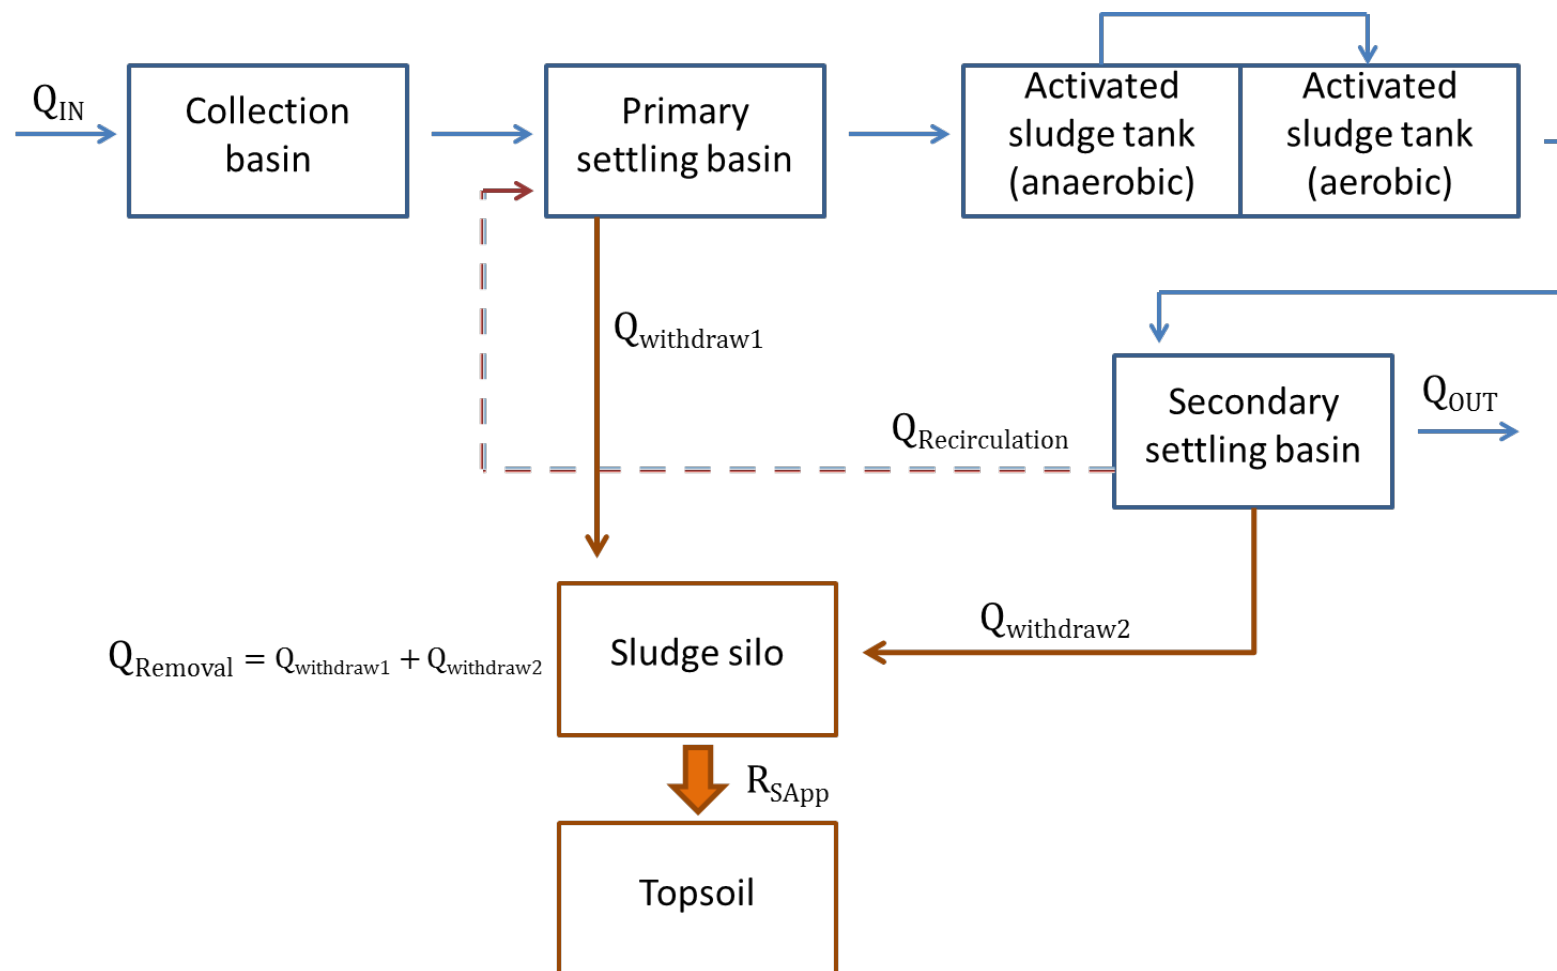 Q_IN
Collection
basin
Primary
settling basin
Activated
sludge tank
(anaerobic)
Activated
sludge tank
(aerobic)
Q_withdraw1
Secondary
settling basin
Q_OUT
Q_Recirculation
Q_withdraw2
Q_Removal = Q_withdraw1 + Q_withdraw2
Sludge silo
R_SApp
Topsoil